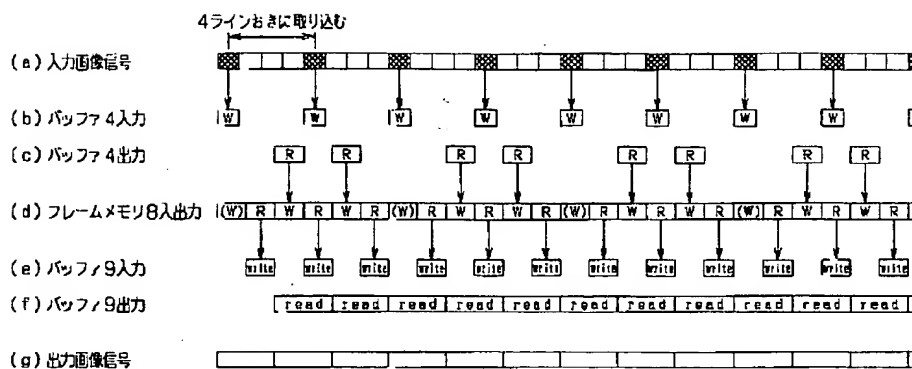 4ラインおきに取り込む
(a) 入力画像信号
(b) バッファ4入力 W W W W W W W W
(c) バッファ4出力 R R R R R R R R
(d) フレームメモリ8入出力 (W) R W R W R (W) R W R W R (W) R W R W R (W) R W R W R
(e) バッファ9入力 write write write write write write write write write write write write
(f) バッファ9出力 read read read read read read read read read read read
(g) 出力画像信号